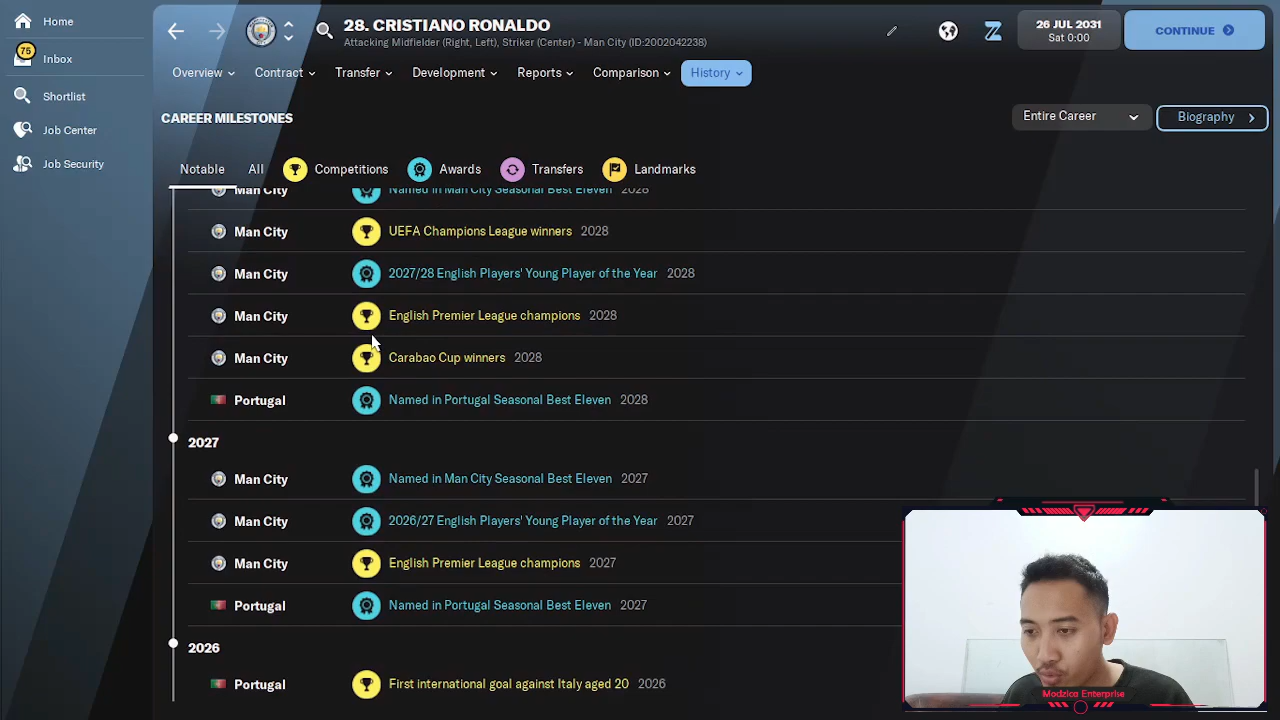 Home
75
Inbox
Shortlist
Job Center
Job Security
28. CRISTIANO RONALDO
Attacking Midfielder (Right, Left), Striker (Center) - Man City (ID:2002042238)
26 JUL 2031
Sat 0:00
CONTINUE
Overview
Contract
Transfer
Development
Reports
Comparison
History
CAREER MILESTONES
Entire Career
Biography
Notable
All
Competitions
Awards
Transfers
Landmarks
Man City Named in Man City Seasonal Best Eleven 2028
Man City UEFA Champions League winners 2028
Man City 2027/28 English Players' Young Player of the Year 2028
Man City English Premier League champions 2028
Man City Carabao Cup winners 2028
Portugal Named in Portugal Seasonal Best Eleven 2028
2027
Man City Named in Man City Seasonal Best Eleven 2027
Man City 2026/27 English Players' Young Player of the Year 2027
Man City English Premier League champions 2027
Portugal Named in Portugal Seasonal Best Eleven 2027
2026
Portugal First international goal against Italy aged 20 2026
Modzica Enterprise